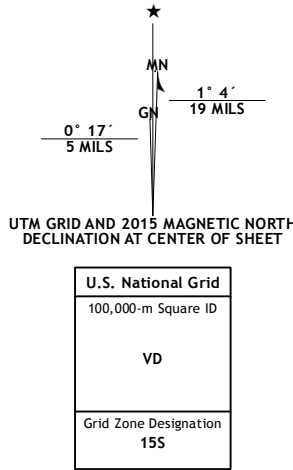 ★
MN
1° 4´
19 MILS
GN
0° 17´
5 MILS
UTM GRID AND 2015 MAGNETIC NORTH
DECLINATION AT CENTER OF SHEET
U.S. National Grid
100,000-m Square ID
VD
Grid Zone Designation
15S